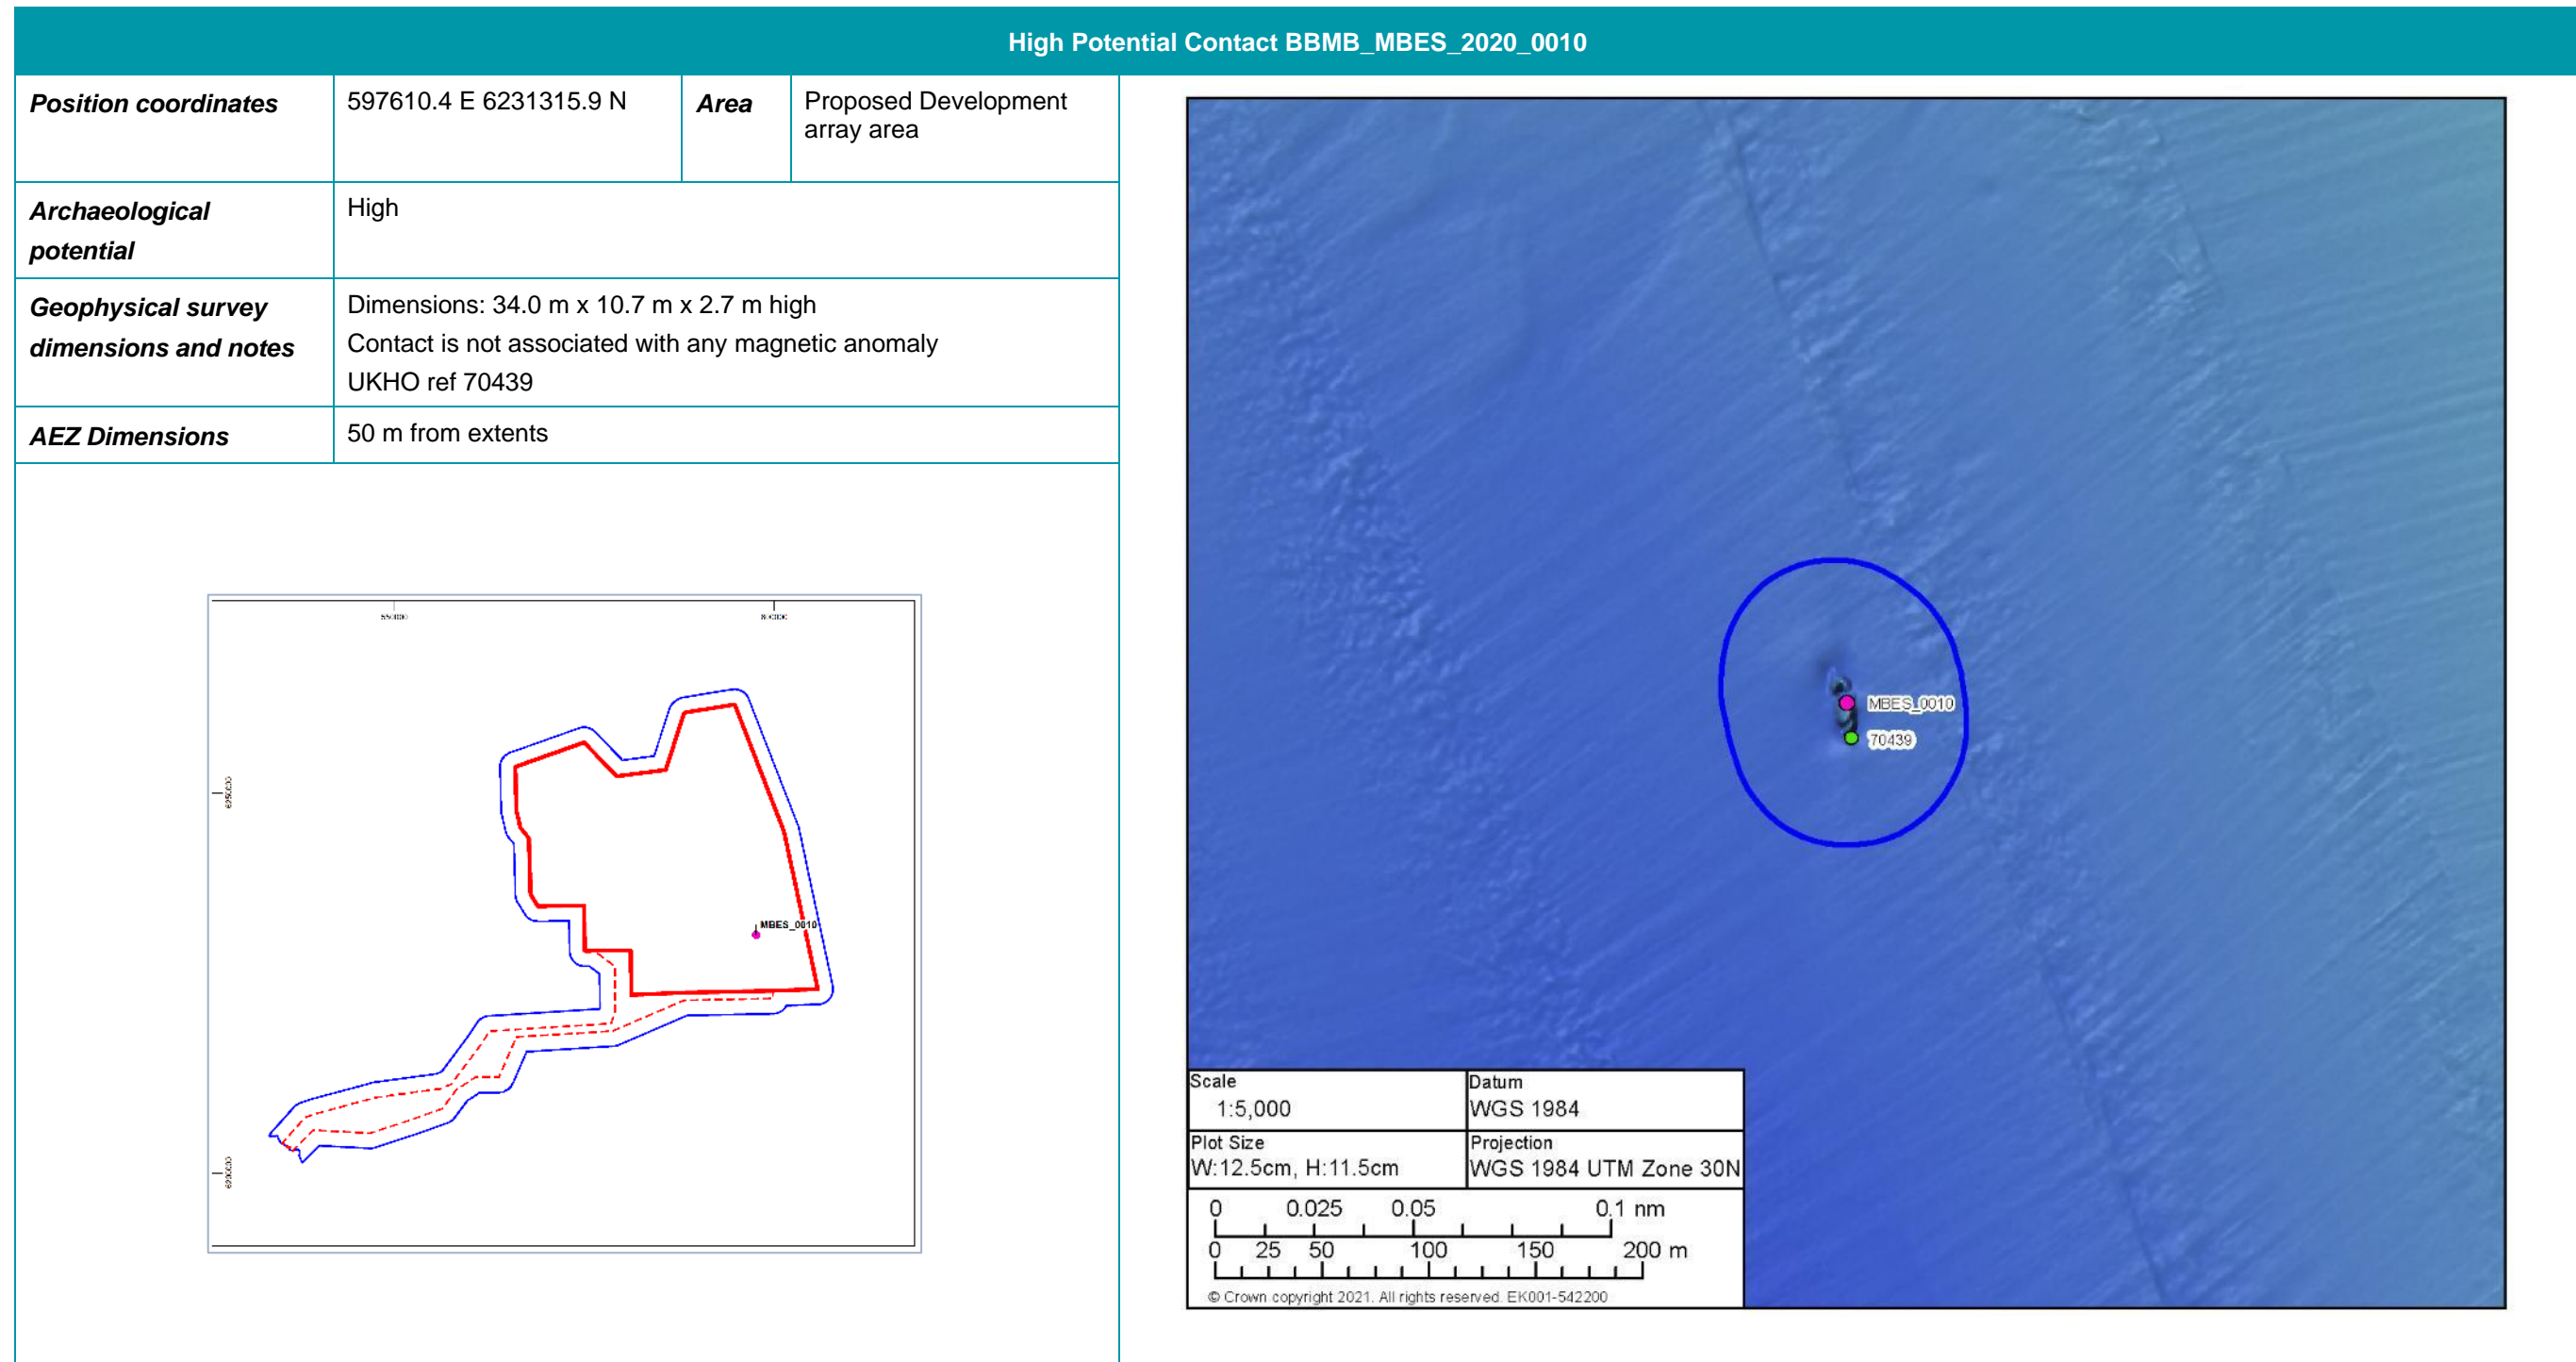 High Potential Contact BBMB_MBES_2020_0010
Position coordinates
597610.4 E 6231315.9 N
Area
Proposed Development
array area
Archaeological
potential
High
Geophysical survey
dimensions and notes
Dimensions: 34.0 m x 10.7 m x 2.7 m high
Contact is not associated with any magnetic anomaly
UKHO ref 70439
AEZ Dimensions
50 m from extents
550000
600000
6250000
MBES_0010
6200000
MBES_0010
70439
Scale
1:5,000
Datum
WGS 1984
Plot Size
W:12.5cm, H:11.5cm
Projection
WGS 1984 UTM Zone 30N
0 0.025 0.05 0.1 nm
0 25 50 100 150 200 m
© Crown copyright 2021. All rights reserved. EK001-542200